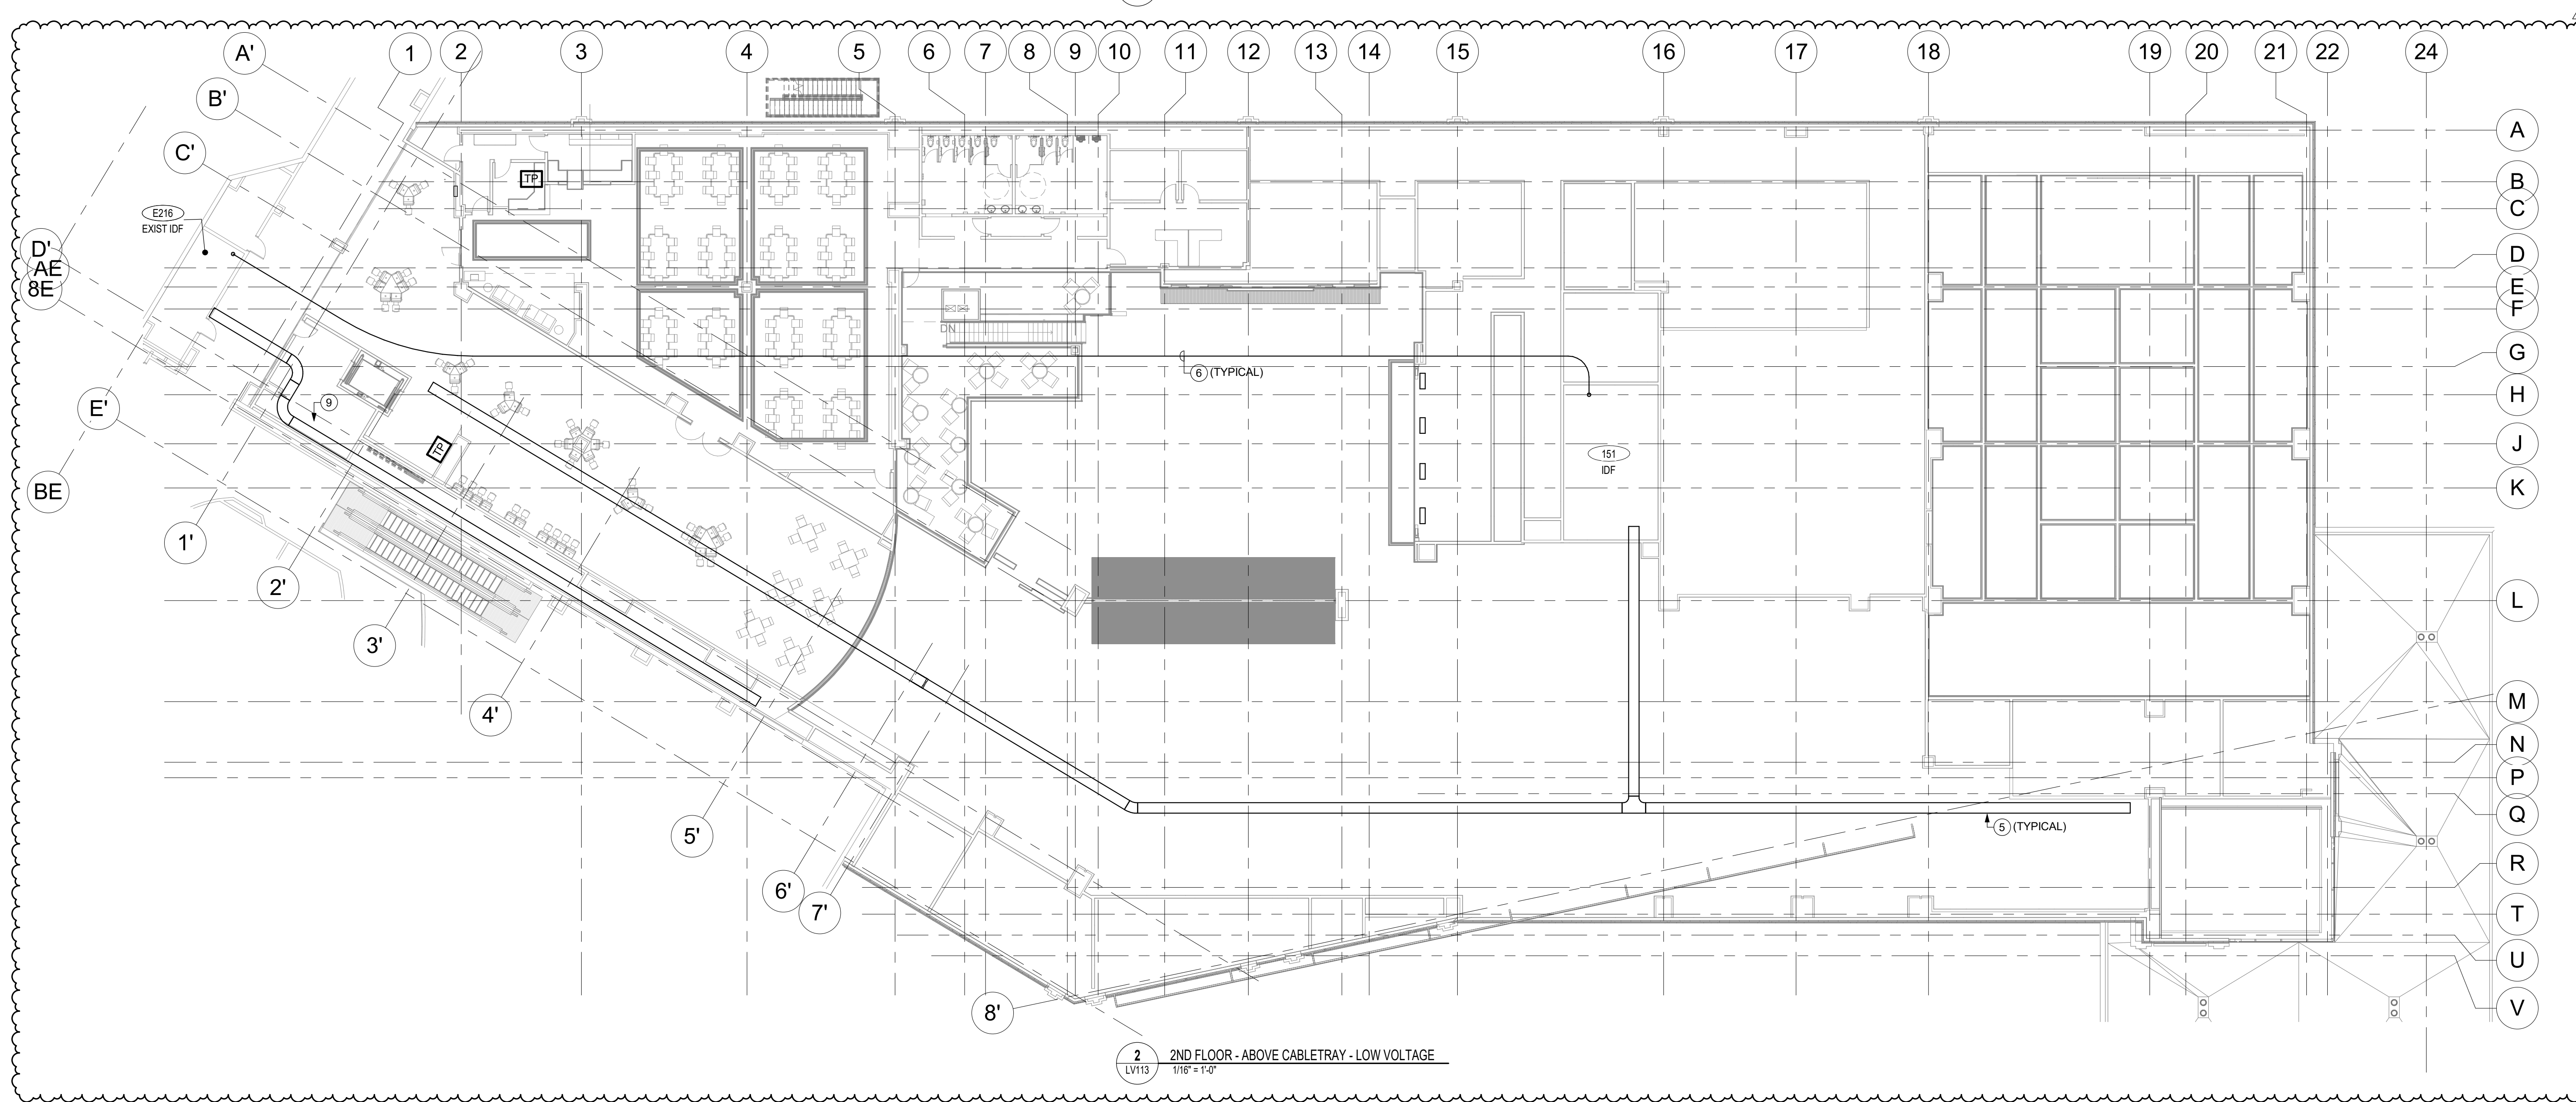 A'
1
2
3
4
5
6
7
8
9
10
11
12
13
14
15
16
17
18
19
20
21
22
24
B'
C'
A
B
C
D
E
F
G
H
J
K
L
M
N
P
Q
R
T
U
V
TP
E216
EXIST IDF
D'
AE
8E
DN
6 (TYPICAL)
E'
9
TP
151
IDF
BE
1'
2'
3'
4'
5'
6'
7'
8'
5 (TYPICAL)
2 2ND FLOOR - ABOVE CABLETRAY - LOW VOLTAGE
LV113 1/16" = 1'-0"